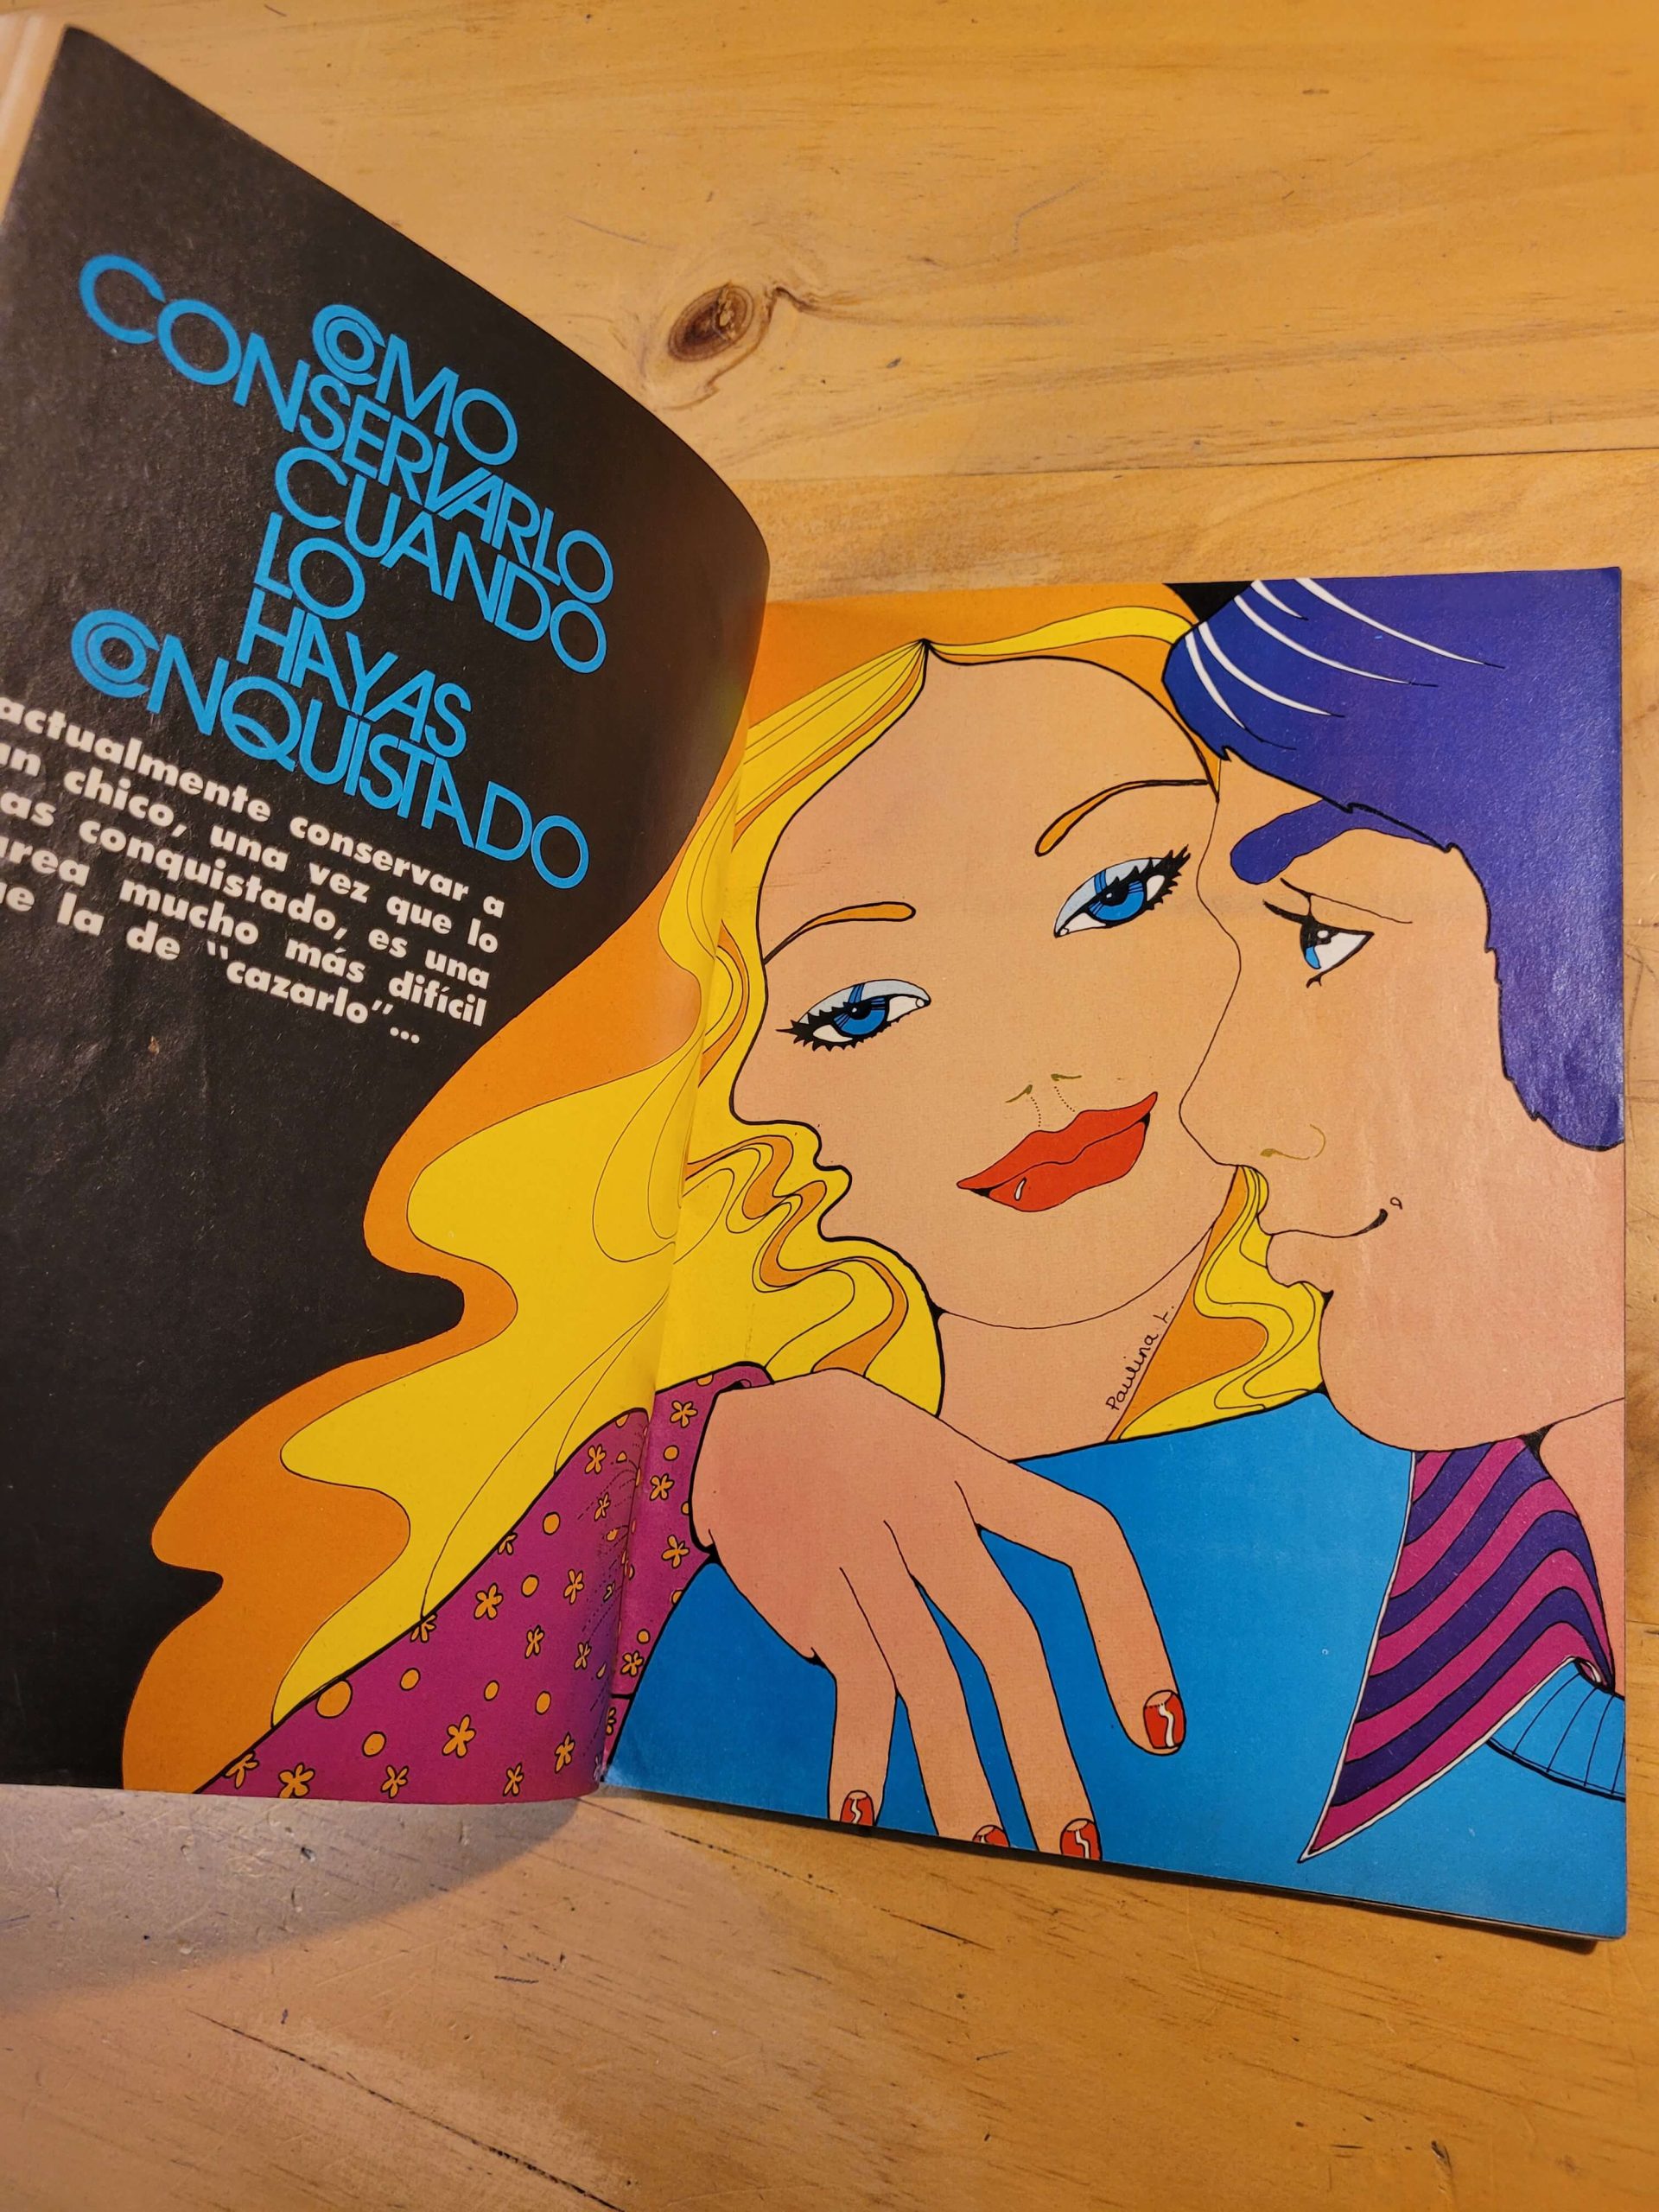 COMO
CONSERVARLO
CUANDO
LO
HAYAS
CONQUISTADO
actualmente conservar a
un chico, una vez que lo
as conquistado, es una
area mucho más difícil
ue la de "cazarlo"...
Paulina L.